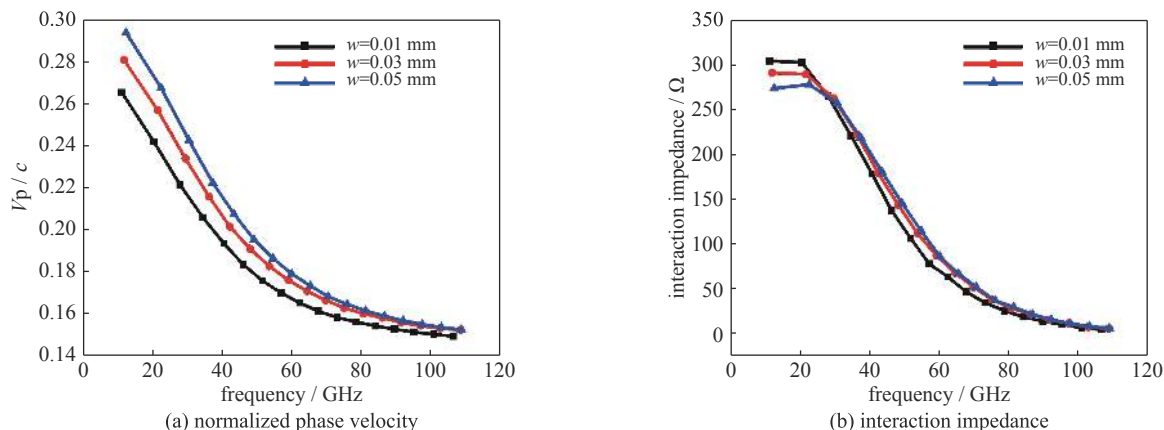 0.30
0.28
0.26
0.24
0.22
0.20
0.18
0.16
0.14
Vp / c
w=0.01 mm
w=0.03 mm
w=0.05 mm
0 20 40 60 80 100 120
frequency / GHz
(a) normalized phase velocity
350
300
250
200
150
100
50
0
interaction impedance / Ω
w=0.01 mm
w=0.03 mm
w=0.05 mm
0 20 40 60 80 100 120
frequency / GHz
(b) interaction impedance